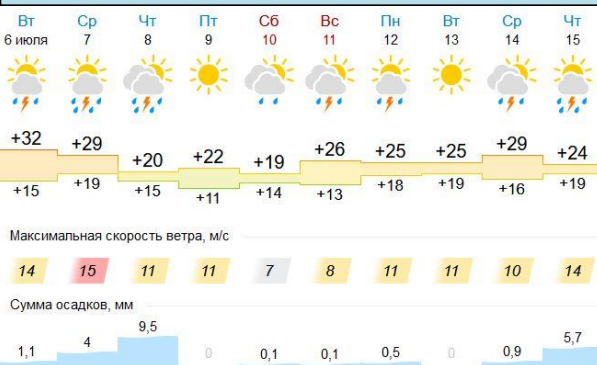 Вт Ср Чт Пт Сб Вс Пн Вт Ср Чт
6 июля 7 8 9 10 11 12 13 14 15
+32 +29 +20 +22 +19 +26 +25 +25 +29 +24
+15 +19 +15 +11 +14 +13 +18 +19 +16 +19
Максимальная скорость ветра, м/с
14 15 11 11 7 8 11 11 10 14
Сумма осадков, мм
1,1 4 9,5 0 0,1 0,1 0,5 0 0,9 5,7